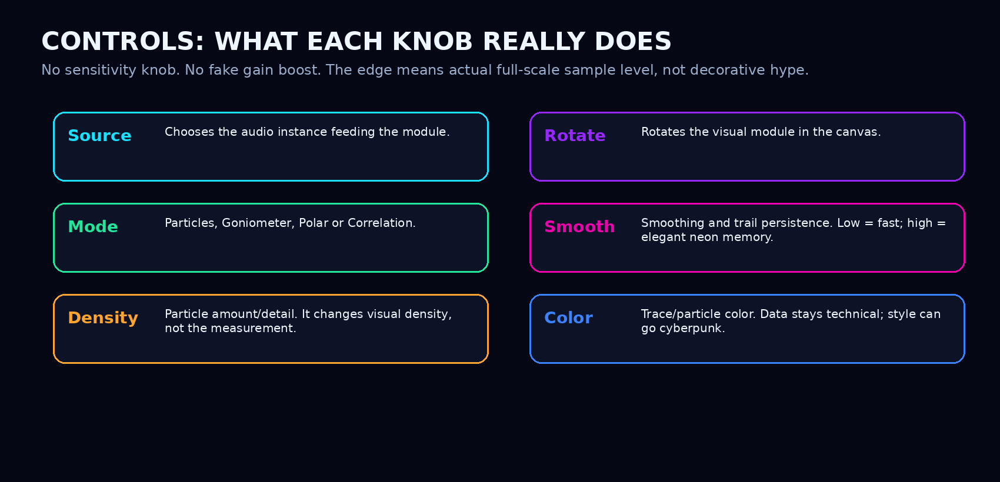 CONTROLS: WHAT EACH KNOB REALLY DOES
No sensitivity knob. No fake gain boost. The edge means actual full-scale sample level, not decorative hype.
Source
Chooses the audio instance feeding the module.
Rotate
Rotates the visual module in the canvas.
Mode
Particles, Goniometer, Polar or Correlation.
Smooth
Smoothing and trail persistence. Low = fast; high =
elegant neon memory.
Density
Particle amount/detail. It changes visual density,
not the measurement.
Color
Trace/particle color. Data stays technical; style can
go cyberpunk.